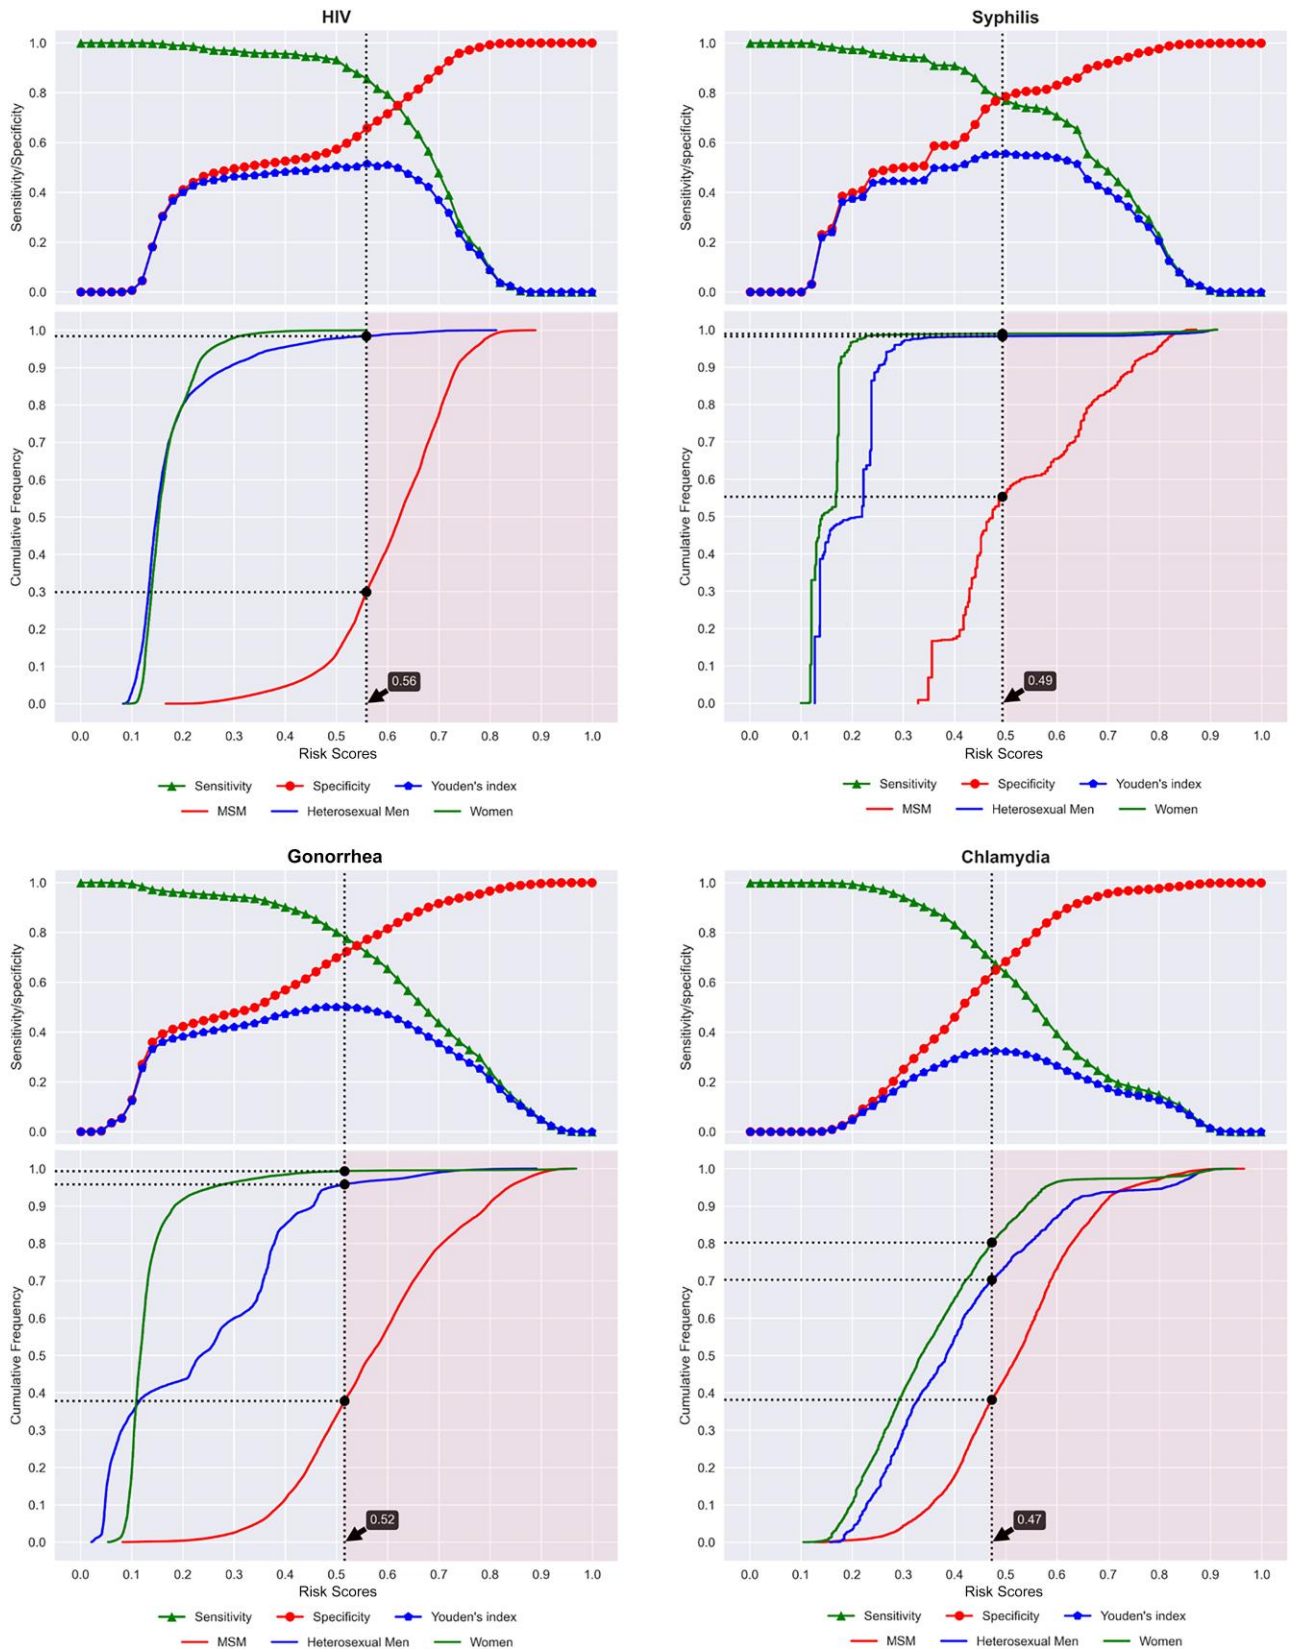 HIV
1.0
0.8
0.6
0.4
0.2
0.0
Sensitivity/Specificity
1.0
0.9
0.8
0.7
0.6
0.5
0.4
0.3
0.2
0.1
0.0
Cumulative Frequency
0.56
0.0 0.1 0.2 0.3 0.4 0.5 0.6 0.7 0.8 0.9 1.0
Risk Scores
Sensitivity Specificity Youden's index
MSM Heterosexual Men Women
Syphilis
1.0
0.8
0.6
0.4
0.2
0.0
Sensitivity/specificity
1.0
0.9
0.8
0.7
0.6
0.5
0.4
0.3
0.2
0.1
0.0
Cumulative Frequency
0.49
0.0 0.1 0.2 0.3 0.4 0.5 0.6 0.7 0.8 0.9 1.0
Risk Scores
Sensitivity Specificity Youden's index
MSM Heterosexual Men Women
Gonorrhea
1.0
0.8
0.6
0.4
0.2
0.0
Sensitivity/specificity
1.0
0.9
0.8
0.7
0.6
0.5
0.4
0.3
0.2
0.1
0.0
Cumulative Frequency
0.52
0.0 0.1 0.2 0.3 0.4 0.5 0.6 0.7 0.8 0.9 1.0
Risk Scores
Sensitivity Specificity Youden's index
MSM Heterosexual Men Women
Chlamydia
1.0
0.8
0.6
0.4
0.2
0.0
Sensitivity/specificity
1.0
0.9
0.8
0.7
0.6
0.5
0.4
0.3
0.2
0.1
0.0
Cumulative Frequency
0.47
0.0 0.1 0.2 0.3 0.4 0.5 0.6 0.7 0.8 0.9 1.0
Risk Scores
Sensitivity Specificity Youden's index
MSM Heterosexual Men Women